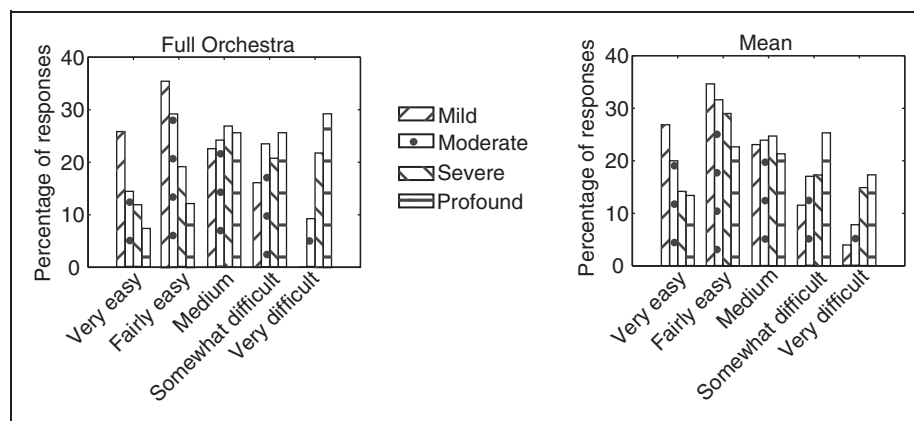 Full Orchestra
Percentage of responses
40
30
20
10
0
Very easy
Fairly easy
Medium
Somewhat difficult
Very difficult
Mild
Moderate
Severe
Profound
Mean
Percentage of responses
40
30
20
10
0
Very easy
Fairly easy
Medium
Somewhat difficult
Very difficult